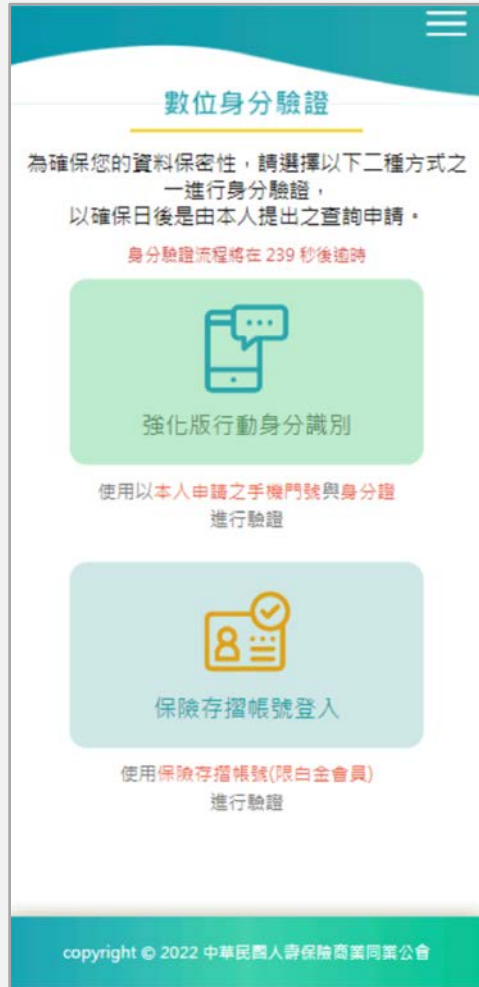 數位身分驗證
為確保您的資料保密性，請選擇以下二種方式之
一進行身分驗證，
以確保日後是由本人提出之查詢申請。
身分驗證流程將在 239 秒後逾時
強化版行動身分識別
使用以本人申請之手機門號與身分證
進行驗證
保險存摺帳號登入
使用保險存摺帳號(限白金會員)
進行驗證
copyright © 2022 中華民國人壽保險商業同業公會